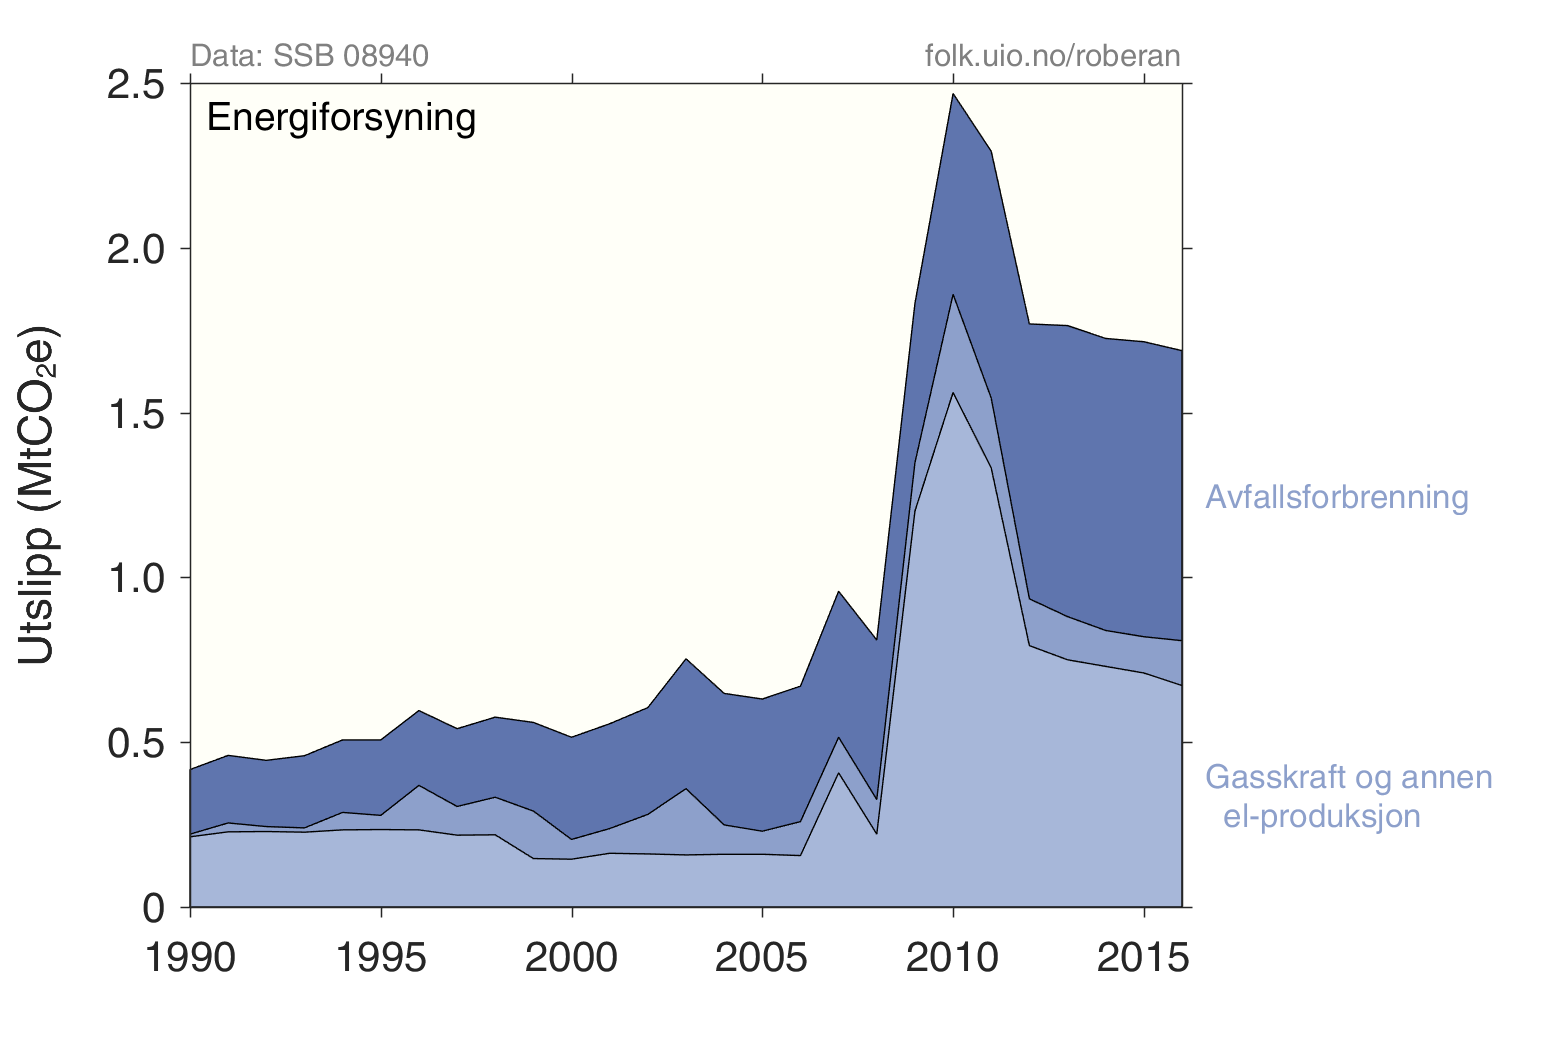 Data: SSB 08940
folk.uio.no/roberan
Energiforsyning
Utslipp (MtCO₂e)
2.5
2.0
1.5
1.0
0.5
0
1990
1995
2000
2005
2010
2015
Avfallsforbrenning
Gasskraft og annen
el-produksjon